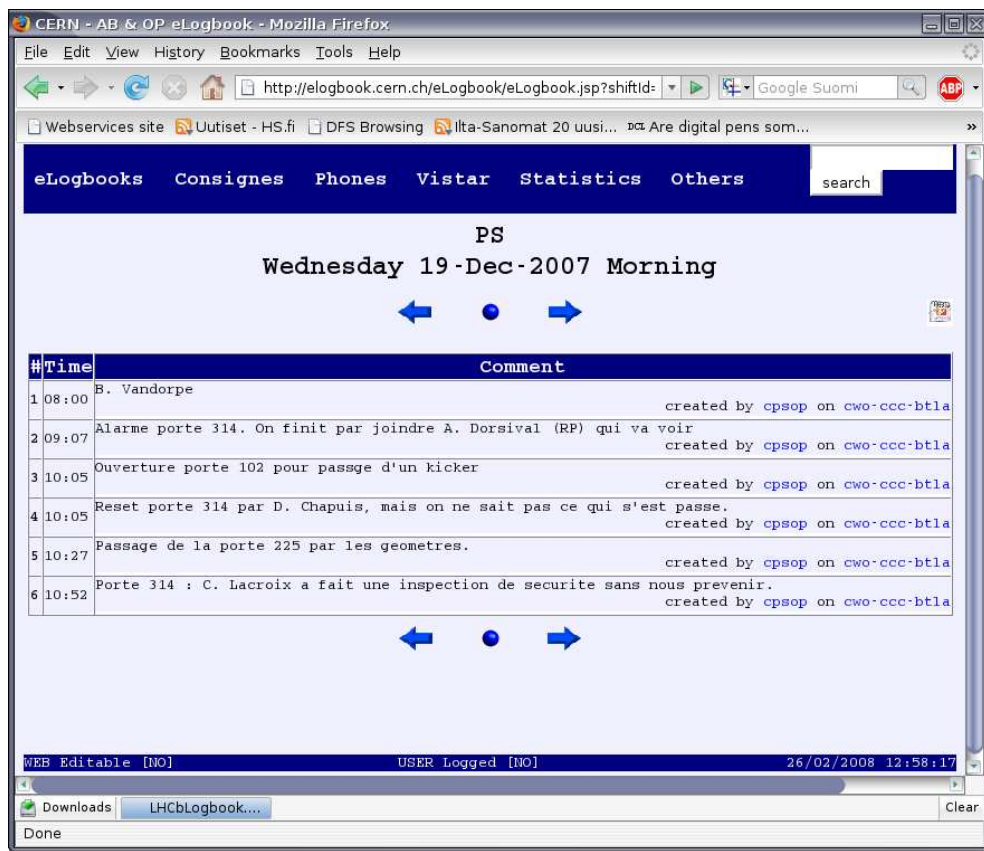 CERN - AB & OP eLogbook - Mozilla Firefox
File Edit View History Bookmarks Tools Help
http://elogbook.cern.ch/eLogbook/eLogbook.jsp?shiftId= Google Suomi ABP
Webservices site Uutiset - HS.fi DFS Browsing Ilta-Sanomat 20 uusi... DCL Are digital pens som... »
eLogbooks Consignes Phones Vistar Statistics Others search
PS
Wednesday 19-Dec-2007 Morning
# Time Comment
1 08:00 B. Vandorpe
created by cpsop on cwo-ccc-bt1a
2 09:07 Alarme porte 314. On finit par joindre A. Dorsival (RP) qui va voir
created by cpsop on cwo-ccc-bt1a
3 10:05 Ouverture porte 102 pour passge d'un kicker
created by cpsop on cwo-ccc-bt1a
4 10:05 Reset porte 314 par D. Chapuis, mais on ne sait pas ce qui s'est passe.
created by cpsop on cwo-ccc-bt1a
5 10:27 Passage de la porte 225 par les geometres.
created by cpsop on cwo-ccc-bt1a
6 10:52 Porte 314 : C. Lacroix a fait une inspection de securite sans nous prevenir.
created by cpsop on cwo-ccc-bt1a
WEB Editable [NO] USER Logged [NO] 26/02/2008 12:58:17
Downloads LHCbLogbook.... Clear
Done